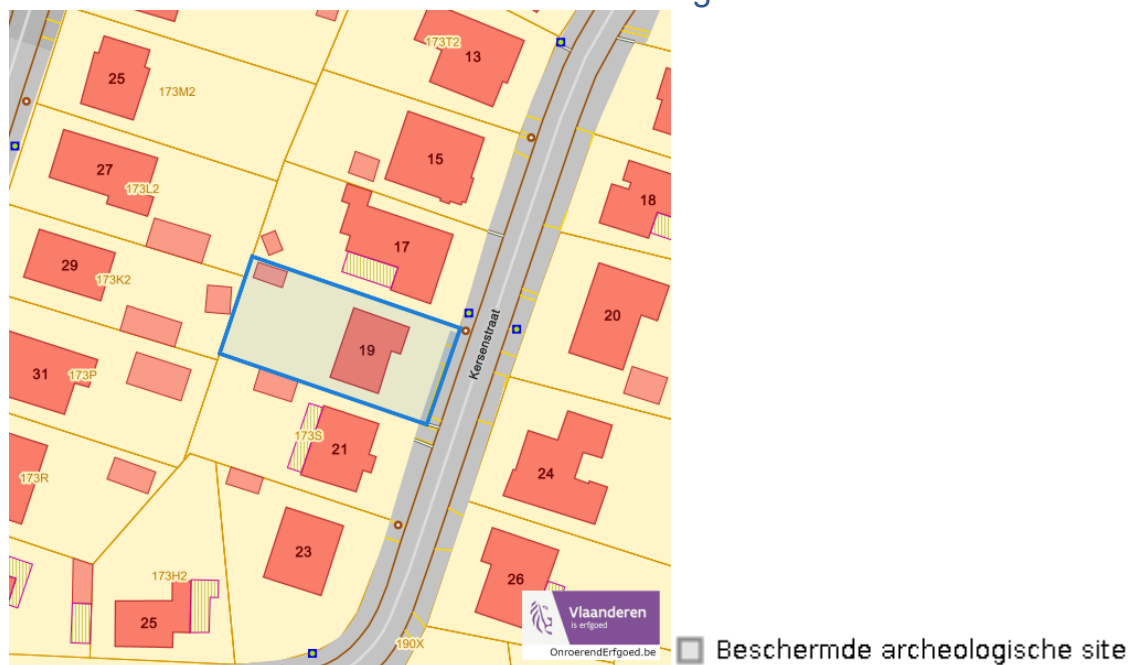 173T2
13
25
173M2
15
27
173L2
18
17
29
173K2
20
19
Kersenstraat
31
173P
173S
21
24
173R
23
26
173H2
25
190X
Vlaanderen
is erfgoed
OnroerendErfgoed.be
Beschermde archeologische site